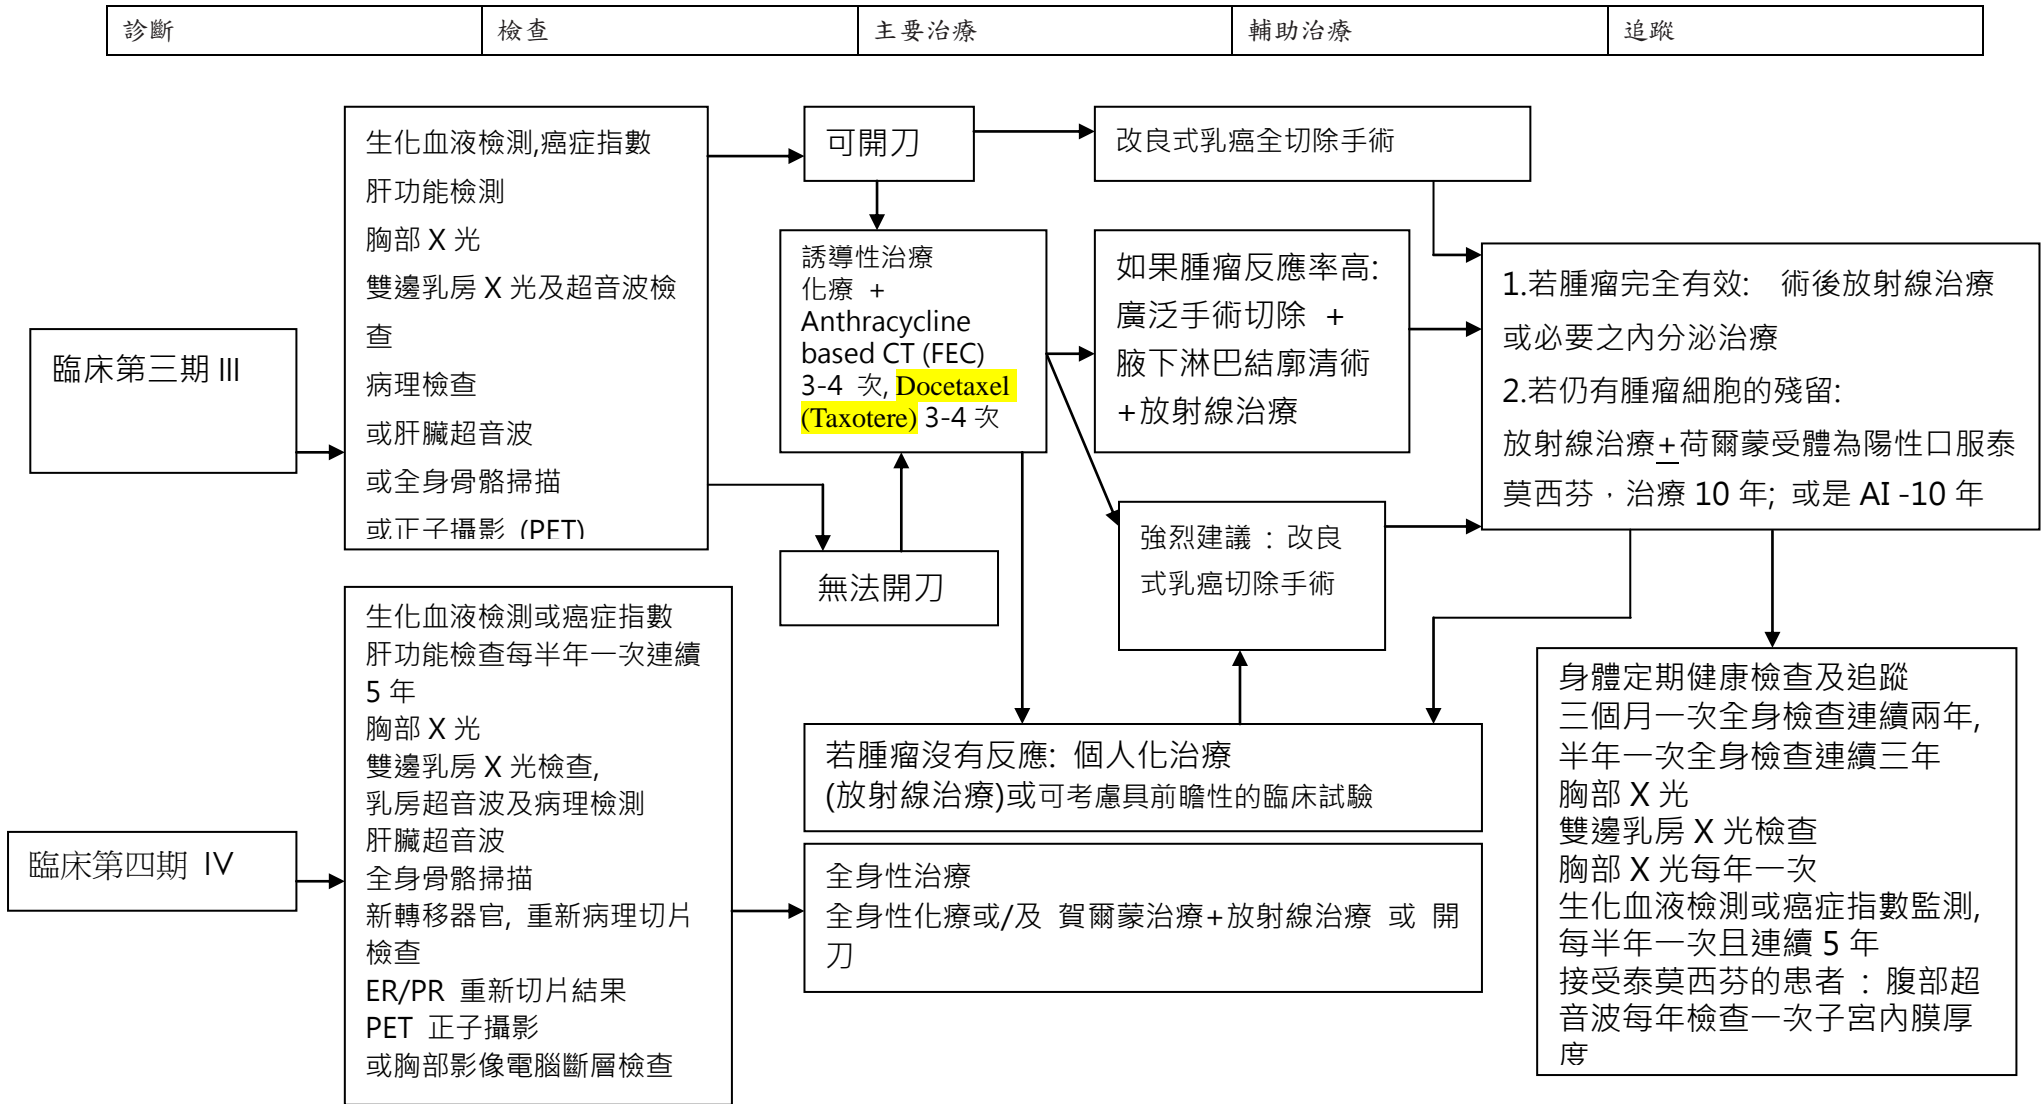 診斷
檢查
主要治療
輔助治療
追蹤
臨床第三期 III
生化血液檢測,癌症指數
肝功能檢測
胸部 X 光
雙邊乳房 X 光及超音波檢
查
病理檢查
或肝臟超音波
或全身骨骼掃描
或正子攝影 (PET)
可開刀
改良式乳癌全切除手術
誘導性治療
化療 +
Anthracycline
based CT (FEC)
3-4 次, Docetaxel
(Taxotere) 3-4 次
如果腫瘤反應率高:
廣泛手術切除 +
腋下淋巴結廓清術
+放射線治療
1.若腫瘤完全有效: 術後放射線治療
或必要之內分泌治療
2.若仍有腫瘤細胞的殘留:
放射線治療+荷爾蒙受體為陽性口服泰
莫西芬，治療 10 年; 或是 AI -10 年
強烈建議：改良
式乳癌切除手術
無法開刀
臨床第四期 IV
生化血液檢測或癌症指數
肝功能檢查每半年一次連續
5 年
胸部 X 光
雙邊乳房 X 光檢查,
乳房超音波及病理檢測
肝臟超音波
全身骨骼掃描
新轉移器官, 重新病理切片
檢查
ER/PR 重新切片結果
PET 正子攝影
或胸部影像電腦斷層檢查
若腫瘤沒有反應: 個人化治療
(放射線治療)或可考慮具前瞻性的臨床試驗
全身性治療
全身性化療或/及 賀爾蒙治療+放射線治療 或 開
刀
身體定期健康檢查及追蹤
三個月一次全身檢查連續兩年,
半年一次全身檢查連續三年
胸部 X 光
雙邊乳房 X 光檢查
胸部 X 光每年一次
生化血液檢測或癌症指數監測,
每半年一次且連續 5 年
接受泰莫西芬的患者：腹部超
音波每年檢查一次子宮內膜厚
度